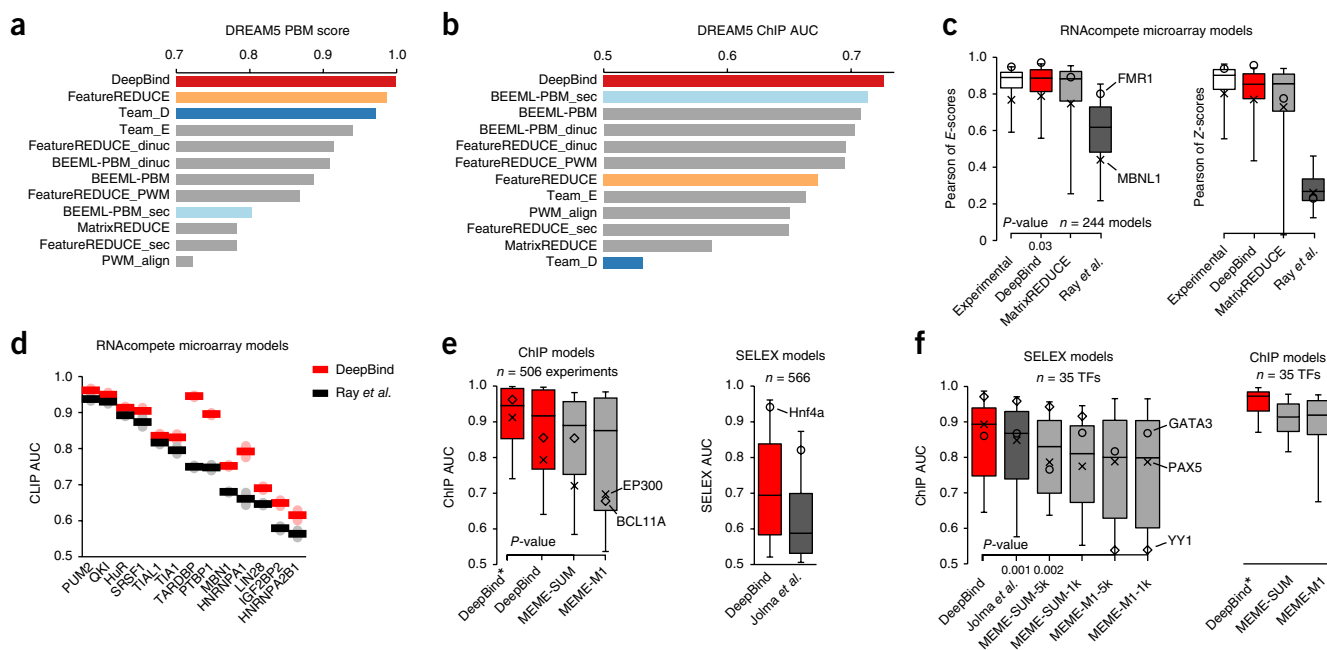 a
DREAM5 PBM score
0.7 0.8 0.9 1.0
DeepBind
FeatureREDUCE
Team_D
Team_E
FeatureREDUCE_dinuc
BEEML-PBM_dinuc
BEEML-PBM
FeatureREDUCE_PWM
BEEML-PBM_sec
MatrixREDUCE
FeatureREDUCE_sec
PWM_align
b
DREAM5 ChIP AUC
0.5 0.6 0.7
DeepBind
BEEML-PBM_sec
BEEML-PBM
BEEML-PBM_dinuc
FeatureREDUCE_dinuc
FeatureREDUCE_PWM
FeatureREDUCE
Team_E
PWM_align
FeatureREDUCE_sec
MatrixREDUCE
Team_D
c
RNAcompete microarray models
Pearson of E-scores
1.0
0.8
0.6
0.4
0.2
0
FMR1
MBNL1
P-value n = 244 models
0.03
Experimental
DeepBind
MatrixREDUCE
Ray et al.
Pearson of Z-scores
Experimental
DeepBind
MatrixREDUCE
Ray et al.
d
RNAcompete microarray models
DeepBind
Ray et al.
CLIP AUC
1.0
0.9
0.8
0.7
0.6
0.5
PUM2
QKI
HuR
SRSF1
TIAL1
TIA1
TARDBP
PTBP1
MBN1
HNRNPA1
LIN28
IGF2BP2
HNRNPA2B1
e
ChIP models
n = 506 experiments
ChIP AUC
1.0
0.9
0.8
0.7
0.6
0.5
EP300
BCL11A
P-value
DeepBind*
DeepBind
MEME-SUM
MEME-M1
SELEX models
n = 566
SELEX AUC
1.0
0.9
0.8
0.7
0.6
0.5
Hnf4a
DeepBind
Jolma et al.
f
SELEX models
n = 35 TFs
ChIP AUC
1.0
0.9
0.8
0.7
0.6
0.5
GATA3
PAX5
YY1
P-value
0.001 0.002
DeepBind
Jolma et al.
MEME-SUM-5k
MEME-SUM-1k
MEME-M1-5k
MEME-M1-1k
ChIP models
n = 35 TFs
DeepBind*
MEME-SUM
MEME-M1